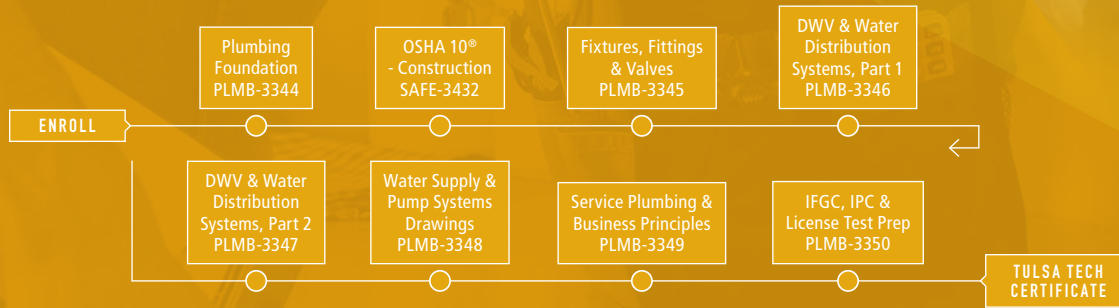 ENROLL
Plumbing
Foundation
PLMB-3344
OSHA 10®
- Construction
SAFE-3432
Fixtures, Fittings
& Valves
PLMB-3345
DWV & Water
Distribution
Systems, Part 1
PLMB-3346
DWV & Water
Distribution
Systems, Part 2
PLMB-3347
Water Supply &
Pump Systems
Drawings
PLMB-3348
Service Plumbing &
Business Principles
PLMB-3349
IFGC, IPC &
License Test Prep
PLMB-3350
TULSA TECH
CERTIFICATE